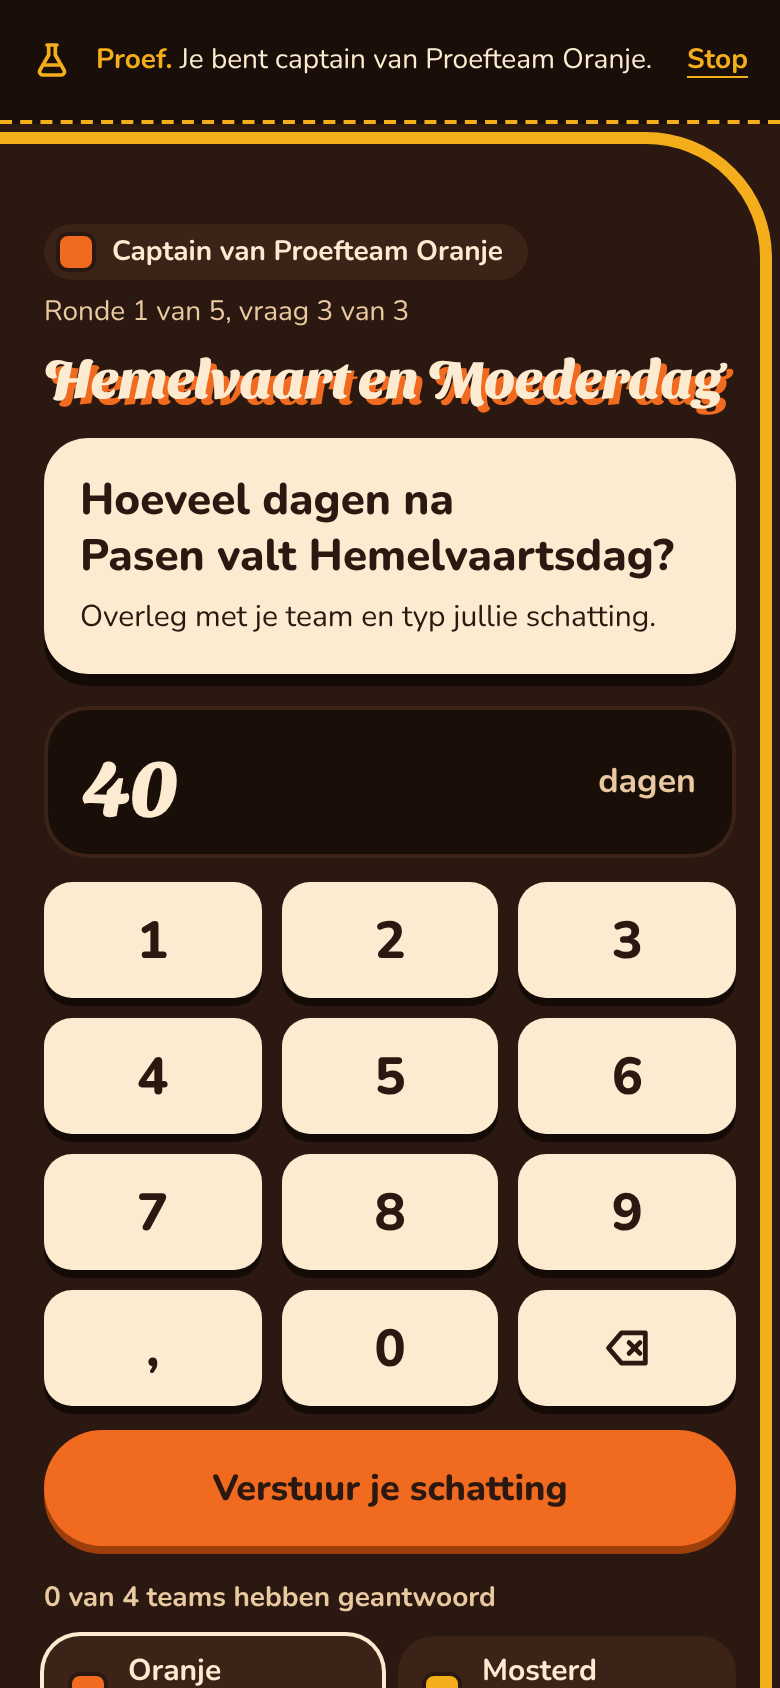 Proef. Je bent captain van Proefteam Oranje. Stop
Captain van Proefteam Oranje
Ronde 1 van 5, vraag 3 van 3
Hemelvaart en Moederdag
Hoeveel dagen na
Pasen valt Hemelvaartsdag?
Overleg met je team en typ jullie schatting.
40 dagen
1 2 3
4 5 6
7 8 9
, 0
Verstuur je schatting
0 van 4 teams hebben geantwoord
Oranje Mosterd